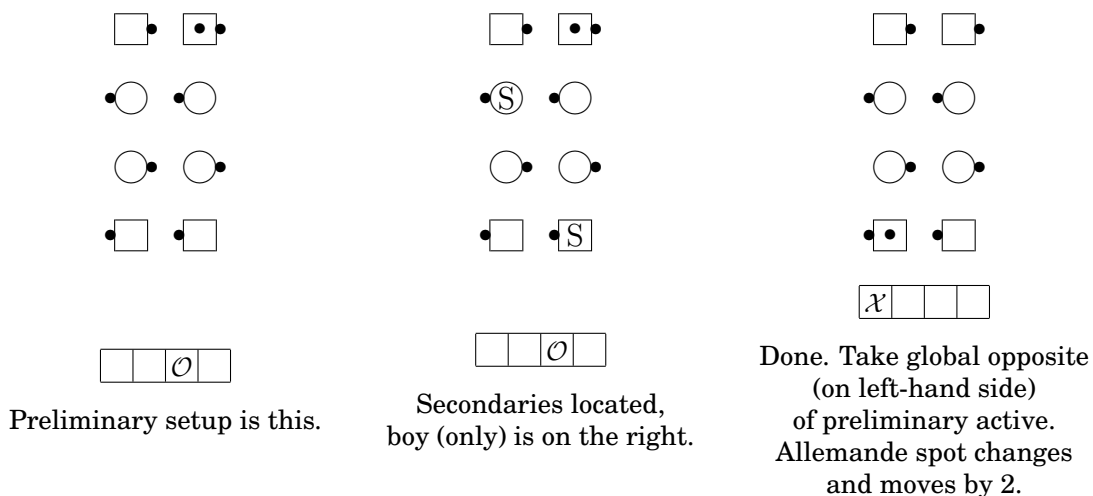 S
S
𝒪
𝒪
𝒳
Preliminary setup is this.
Secondaries located,
boy (only) is on the right.
Done. Take global opposite
(on left-hand side)
of preliminary active.
Allemande spot changes
and moves by 2.